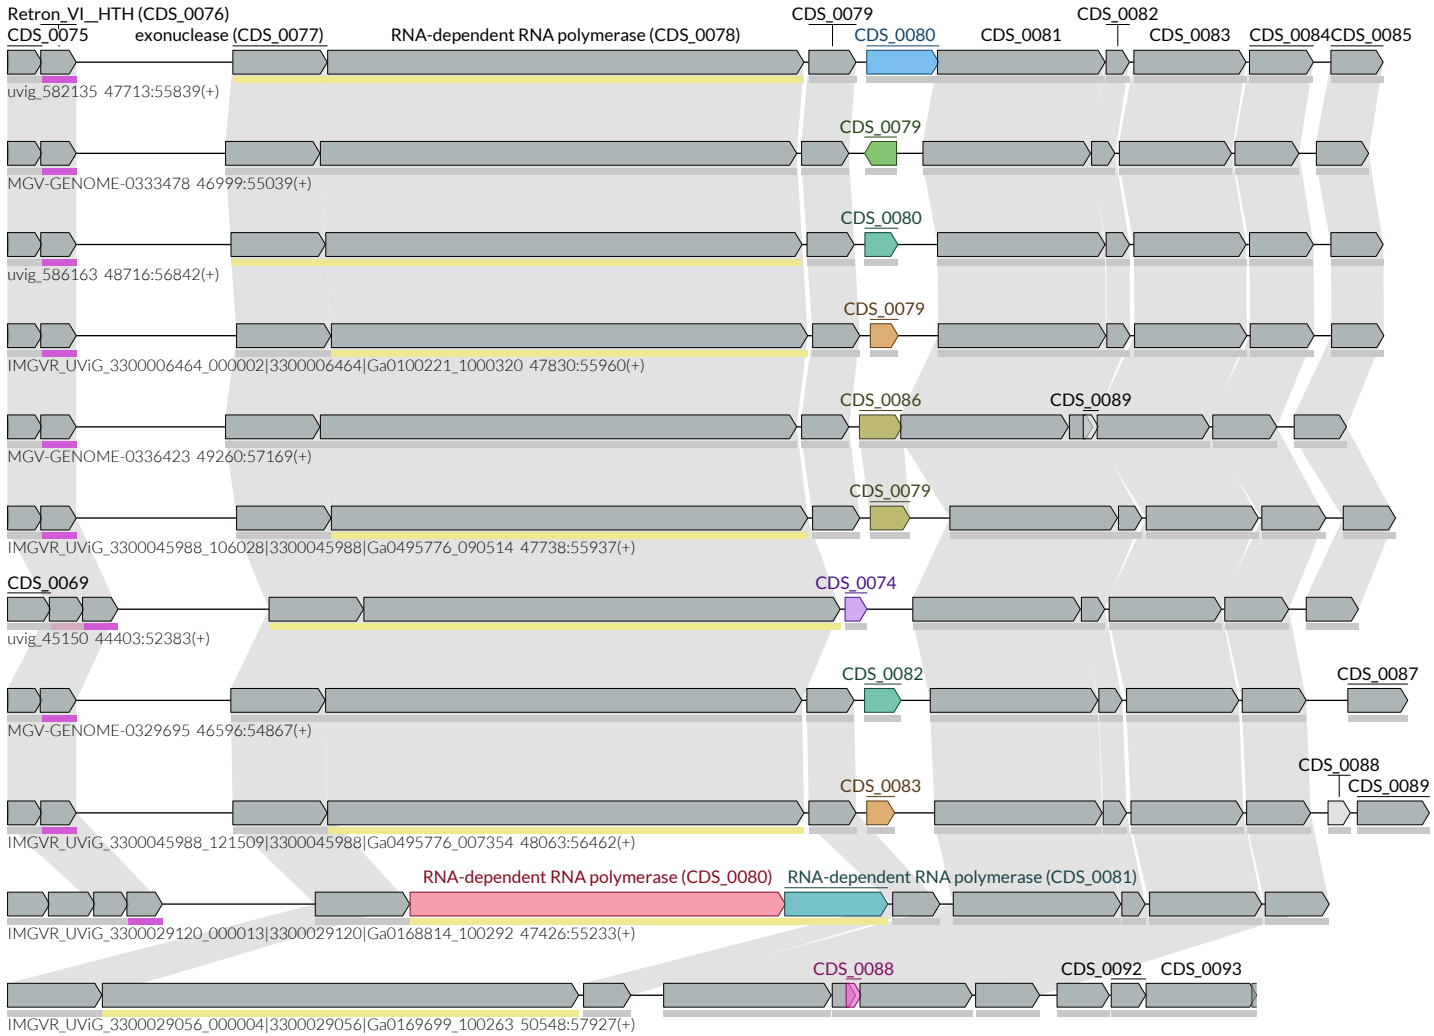 Retron_VI__HTH (CDS_0076) CDS_0079 CDS_0082
CDS_0075 exonuclease (CDS_0077) RNA-dependent RNA polymerase (CDS_0078) CDS_0080 CDS_0081 CDS_0083 CDS_0084 CDS_0085
uvig_582135 47713:55839(+)
CDS_0079
MGV-GENOME-0333478 46999:55039(+)
CDS_0080
uvig_586163 48716:56842(+)
CDS_0079
IMGVR_UViG_3300006464_000002|3300006464|Ga0100221_1000320 47830:55960(+)
CDS_0086 CDS_0089
MGV-GENOME-0336423 49260:57169(+)
CDS_0079
IMGVR_UViG_3300045988_106028|3300045988|Ga0495776_090514 47738:55937(+)
CDS_0069 CDS_0074
uvig_45150 44403:52383(+)
CDS_0082 CDS_0087
MGV-GENOME-0329695 46596:54867(+)
CDS_0088
CDS_0083 CDS_0089
IMGVR_UViG_3300045988_121509|3300045988|Ga0495776_007354 48063:56462(+)
RNA-dependent RNA polymerase (CDS_0080) RNA-dependent RNA polymerase (CDS_0081)
IMGVR_UViG_3300029120_000013|3300029120|Ga0168814_100292 47426:55233(+)
CDS_0088 CDS_0092 CDS_0093
IMGVR_UViG_3300029056_000004|3300029056|Ga0169699_100263 50548:57927(+)